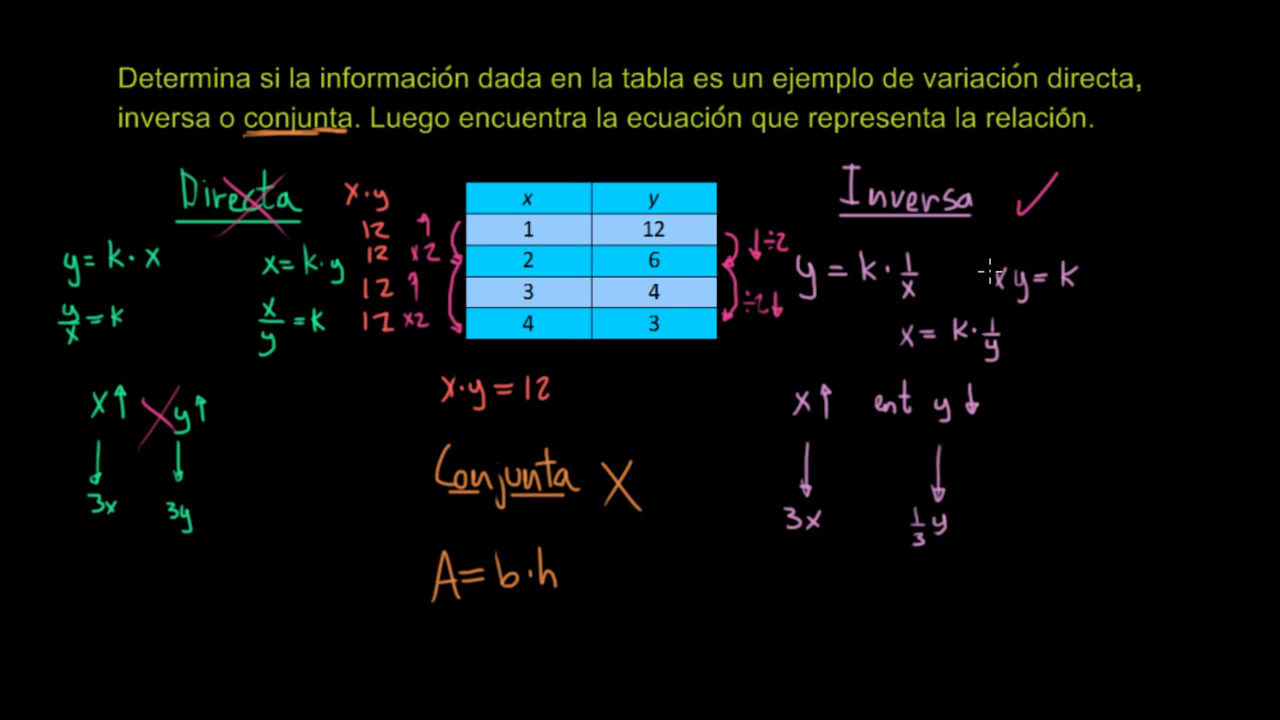 Determina si la información dada en la tabla es un ejemplo de variación directa,
inversa o conjunta. Luego encuentra la ecuación que representa la relación.
Directa
y = k · x
x = k · y
y/x = k
x/y = k
x↑ y↑
3x 3y
x · y
12 ↑
12 x2
12 ↑
12 x2
x y
1 12
2 6
3 4
4 3
↓÷2
÷2↓
x · y = 12
Conjunta X
A = b · h
Inversa ✓
y = k · 1/x
xy = k
x = k · 1/y
x↑ ent y↓
3x 1/3 y